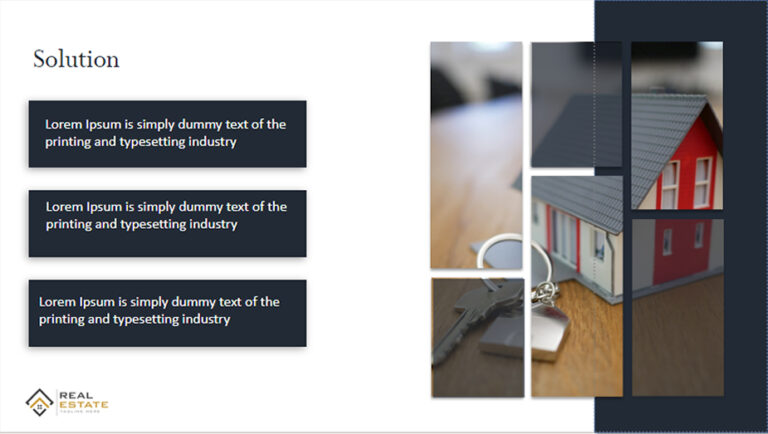 Solution
Lorem Ipsum is simply dummy text of the
printing and typesetting industry
Lorem Ipsum is simply dummy text of the
printing and typesetting industry
Lorem Ipsum is simply dummy text of the
printing and typesetting industry
REAL
ESTATE
TAGLINE HERE